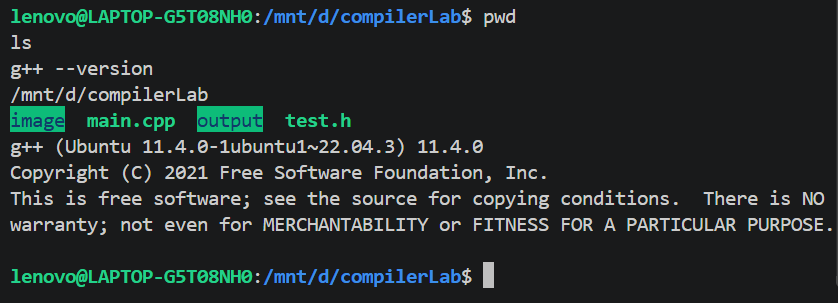 lenovo@LAPTOP-G5T08NH0:/mnt/d/compilerLab$ pwd
ls
g++ --version
/mnt/d/compilerLab
image  main.cpp  output  test.h
g++ (Ubuntu 11.4.0-1ubuntu1~22.04.3) 11.4.0
Copyright (C) 2021 Free Software Foundation, Inc.
This is free software; see the source for copying conditions.  There is NO
warranty; not even for MERCHANTABILITY or FITNESS FOR A PARTICULAR PURPOSE.
lenovo@LAPTOP-G5T08NH0:/mnt/d/compilerLab$